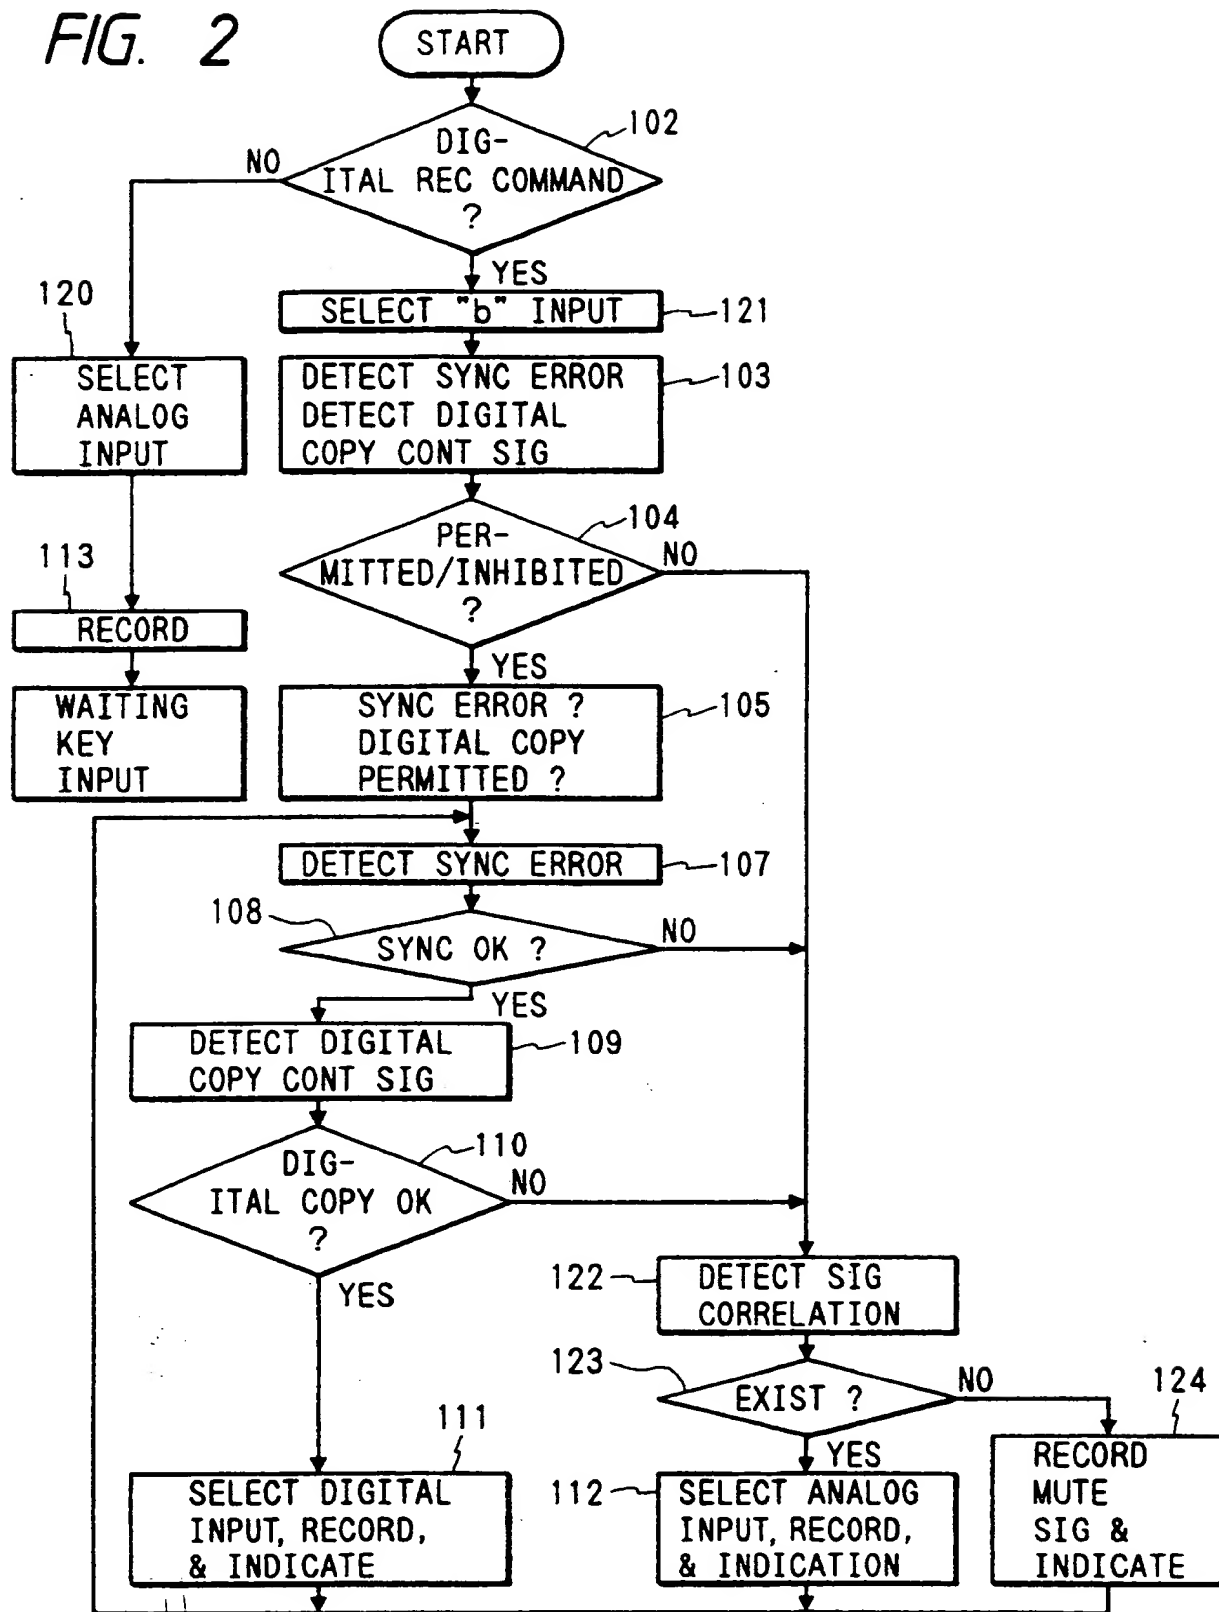 FIG. 2
START
102
DIG-
ITAL REC COMMAND
?
NO
YES
120
SELECT "b" INPUT
121
SELECT
ANALOG
INPUT
DETECT SYNC ERROR
DETECT DIGITAL
COPY CONT SIG
103
104
PER-
MITTED/INHIBITED
?
NO
113
RECORD
YES
WAITING
KEY
INPUT
SYNC ERROR ?
DIGITAL COPY
PERMITTED ?
105
DETECT SYNC ERROR
107
108
SYNC OK ?
NO
YES
DETECT DIGITAL
COPY CONT SIG
109
110
DIG-
ITAL COPY OK
?
NO
YES
122
DETECT SIG
CORRELATION
123
EXIST ?
NO
124
YES
111
SELECT DIGITAL
INPUT, RECORD,
& INDICATE
112
SELECT ANALOG
INPUT, RECORD,
& INDICATION
RECORD
MUTE
SIG &
INDICATE